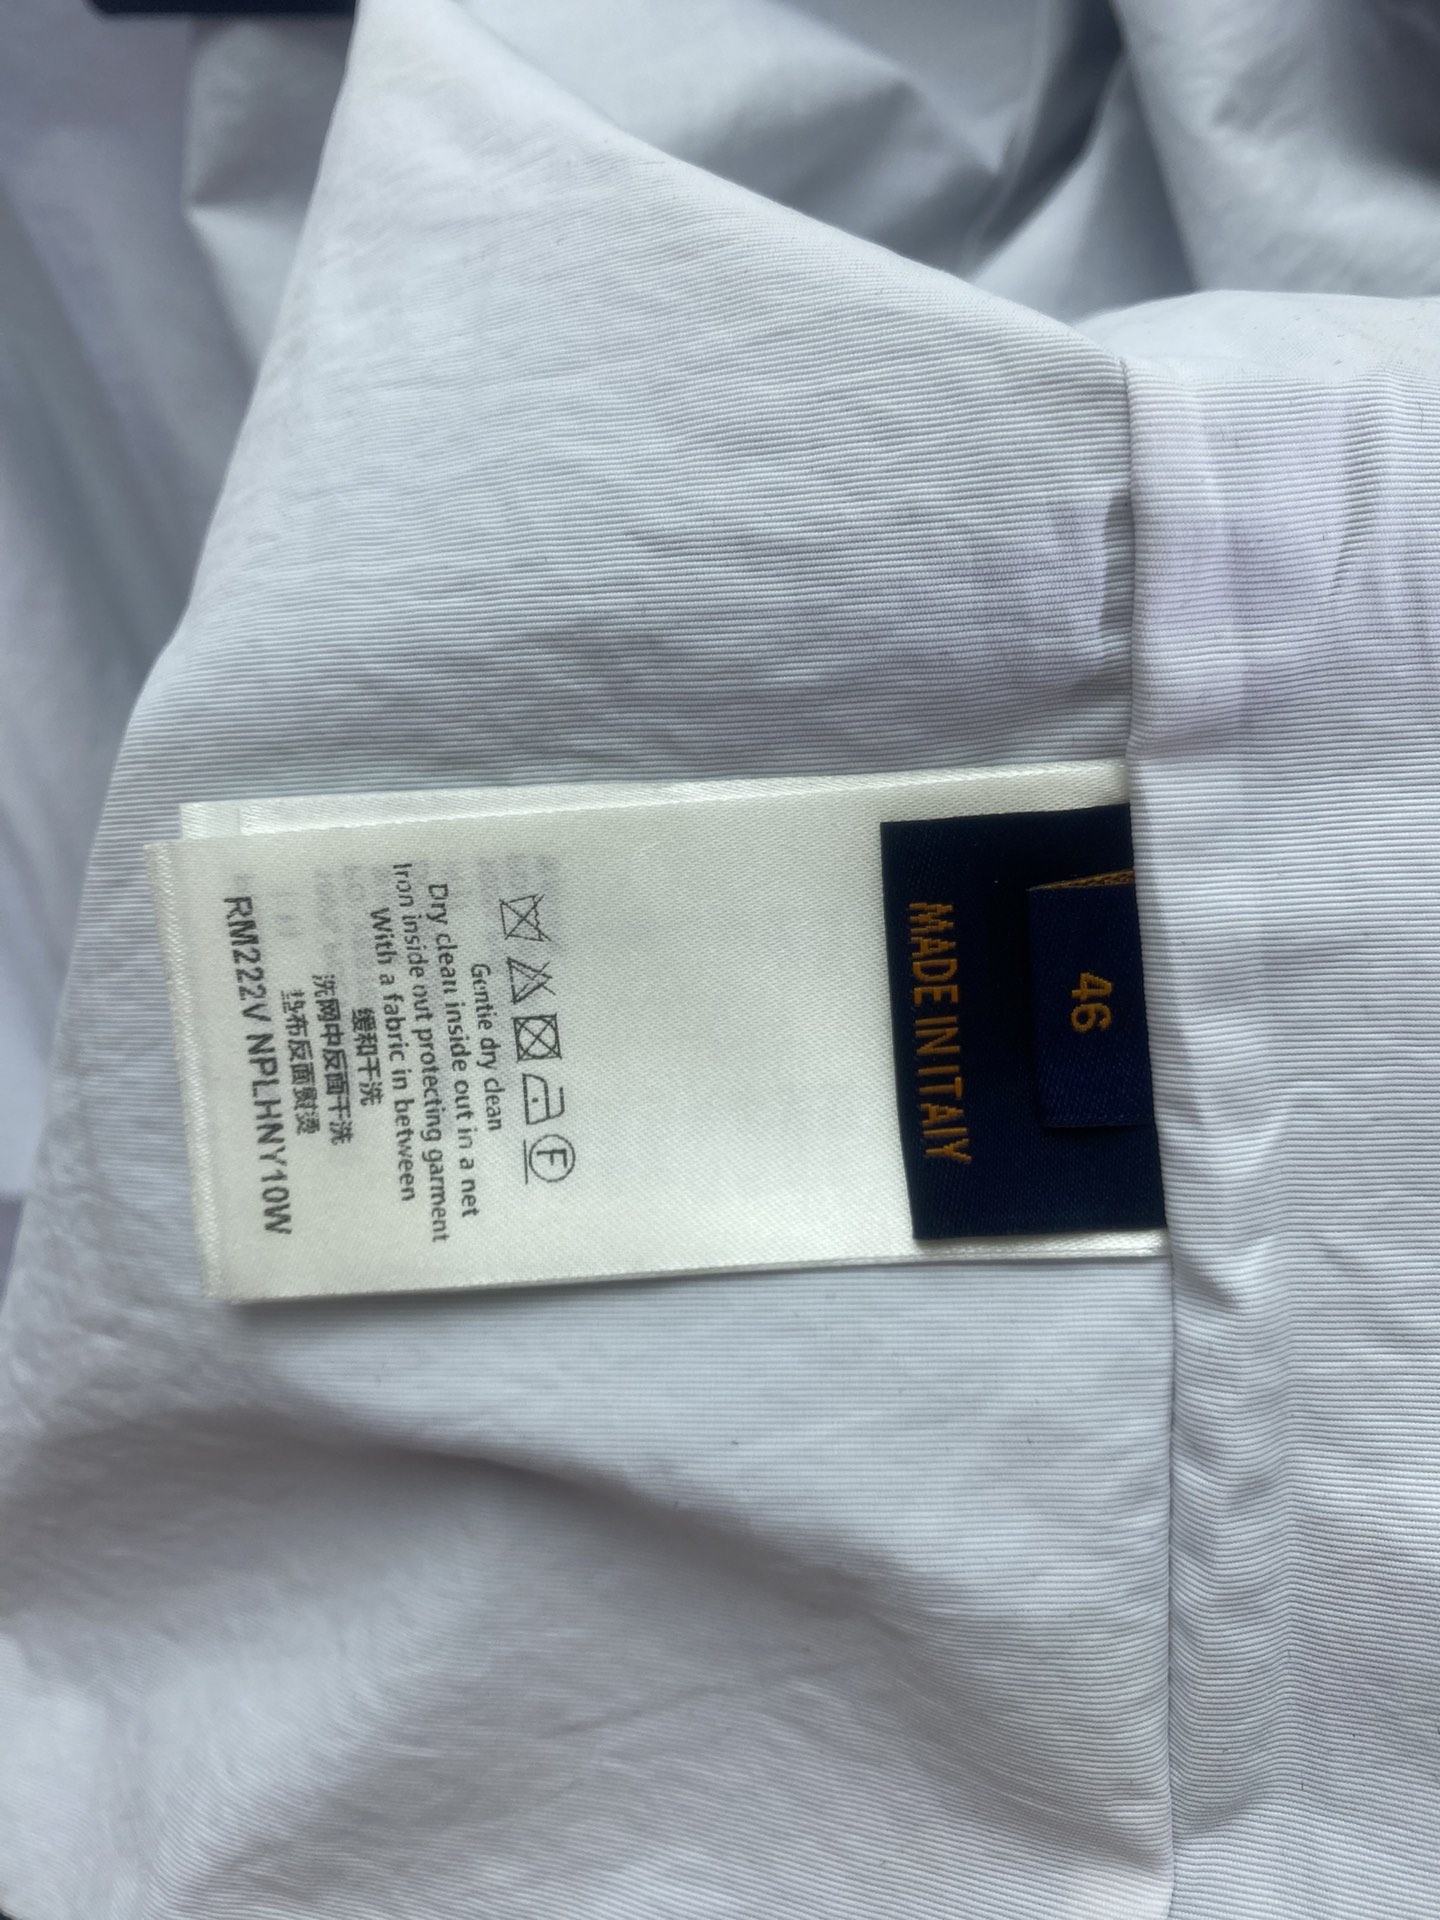 46
MADE IN ITALY
F
Gentle dry clean
Dry clean inside out in a net
Iron inside out protecting garment
With a fabric in between
缓和干洗
洗网中反面干洗
垫布反面熨烫
RM222V NPLHNY10W